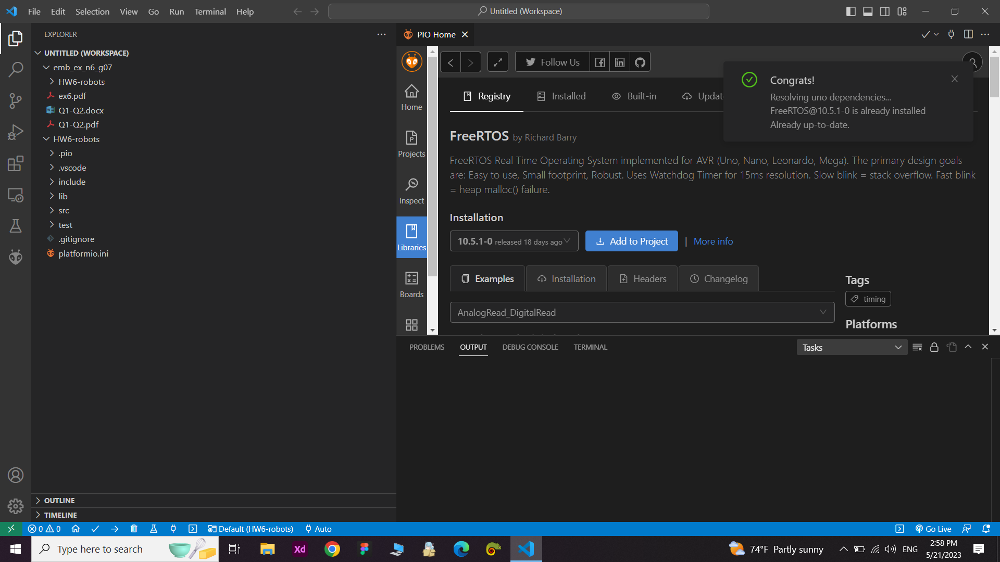 File Edit Selection View Go Run Terminal Help
Untitled (Workspace)
EXPLORER
UNTITLED (WORKSPACE)
emb_ex_n6_g07
HW6-robots
ex6.pdf
Q1-Q2.docx
Q1-Q2.pdf
HW6-robots
.pio
.vscode
include
lib
src
test
.gitignore
platformio.ini
OUTLINE
TIMELINE
PIO Home
Home
Projects
Inspect
Libraries
Boards
Follow Us
Registry Installed Built-in Updat
Congrats!
Resolving uno dependencies...
FreeRTOS@10.5.1-0 is already installed
Already up-to-date.
FreeRTOS by Richard Barry
FreeRTOS Real Time Operating System implemented for AVR (Uno, Nano, Leonardo, Mega). The primary design goals
are: Easy to use, Small footprint, Robust. Uses Watchdog Timer for 15ms resolution. Slow blink = stack overflow. Fast blink
= heap malloc() failure.
Installation
10.5.1-0 released 18 days ago
Add to Project | More info
Examples Installation Headers Changelog
AnalogRead_DigitalRead
Tags
timing
Platforms
PROBLEMS OUTPUT DEBUG CONSOLE TERMINAL
Tasks
0 0 Default (HW6-robots) Auto Go Live
Type here to search
Xd
74°F Partly sunny
ENG
2:58 PM
5/21/2023